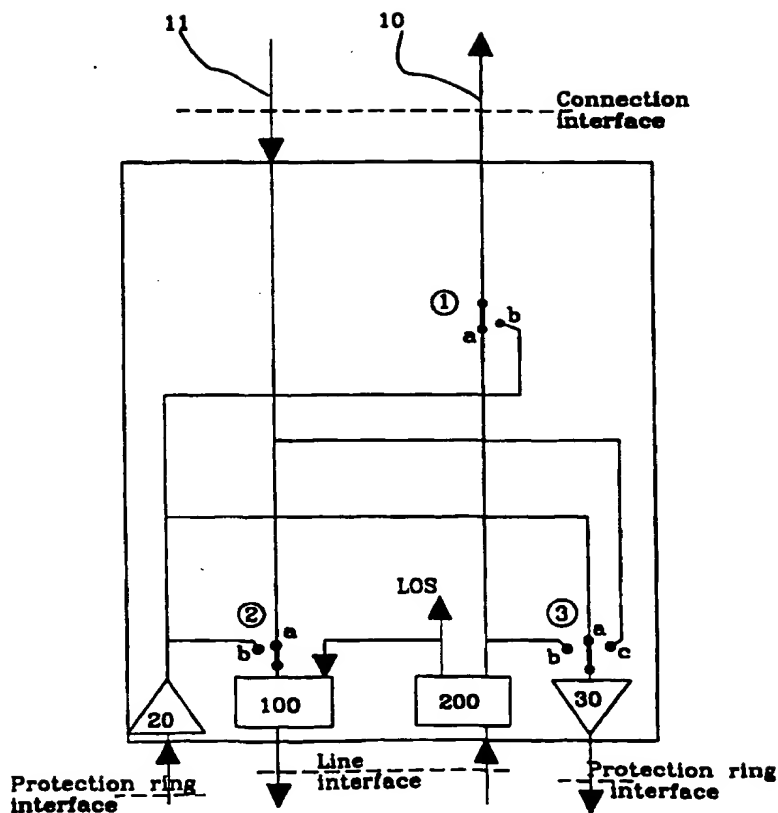 11
10
Connection
interface
①
b
a
LOS
②
a
b
③
a
b
c
20
100
200
30
Protection ring
interface
Line
interface
Protection ring
interface